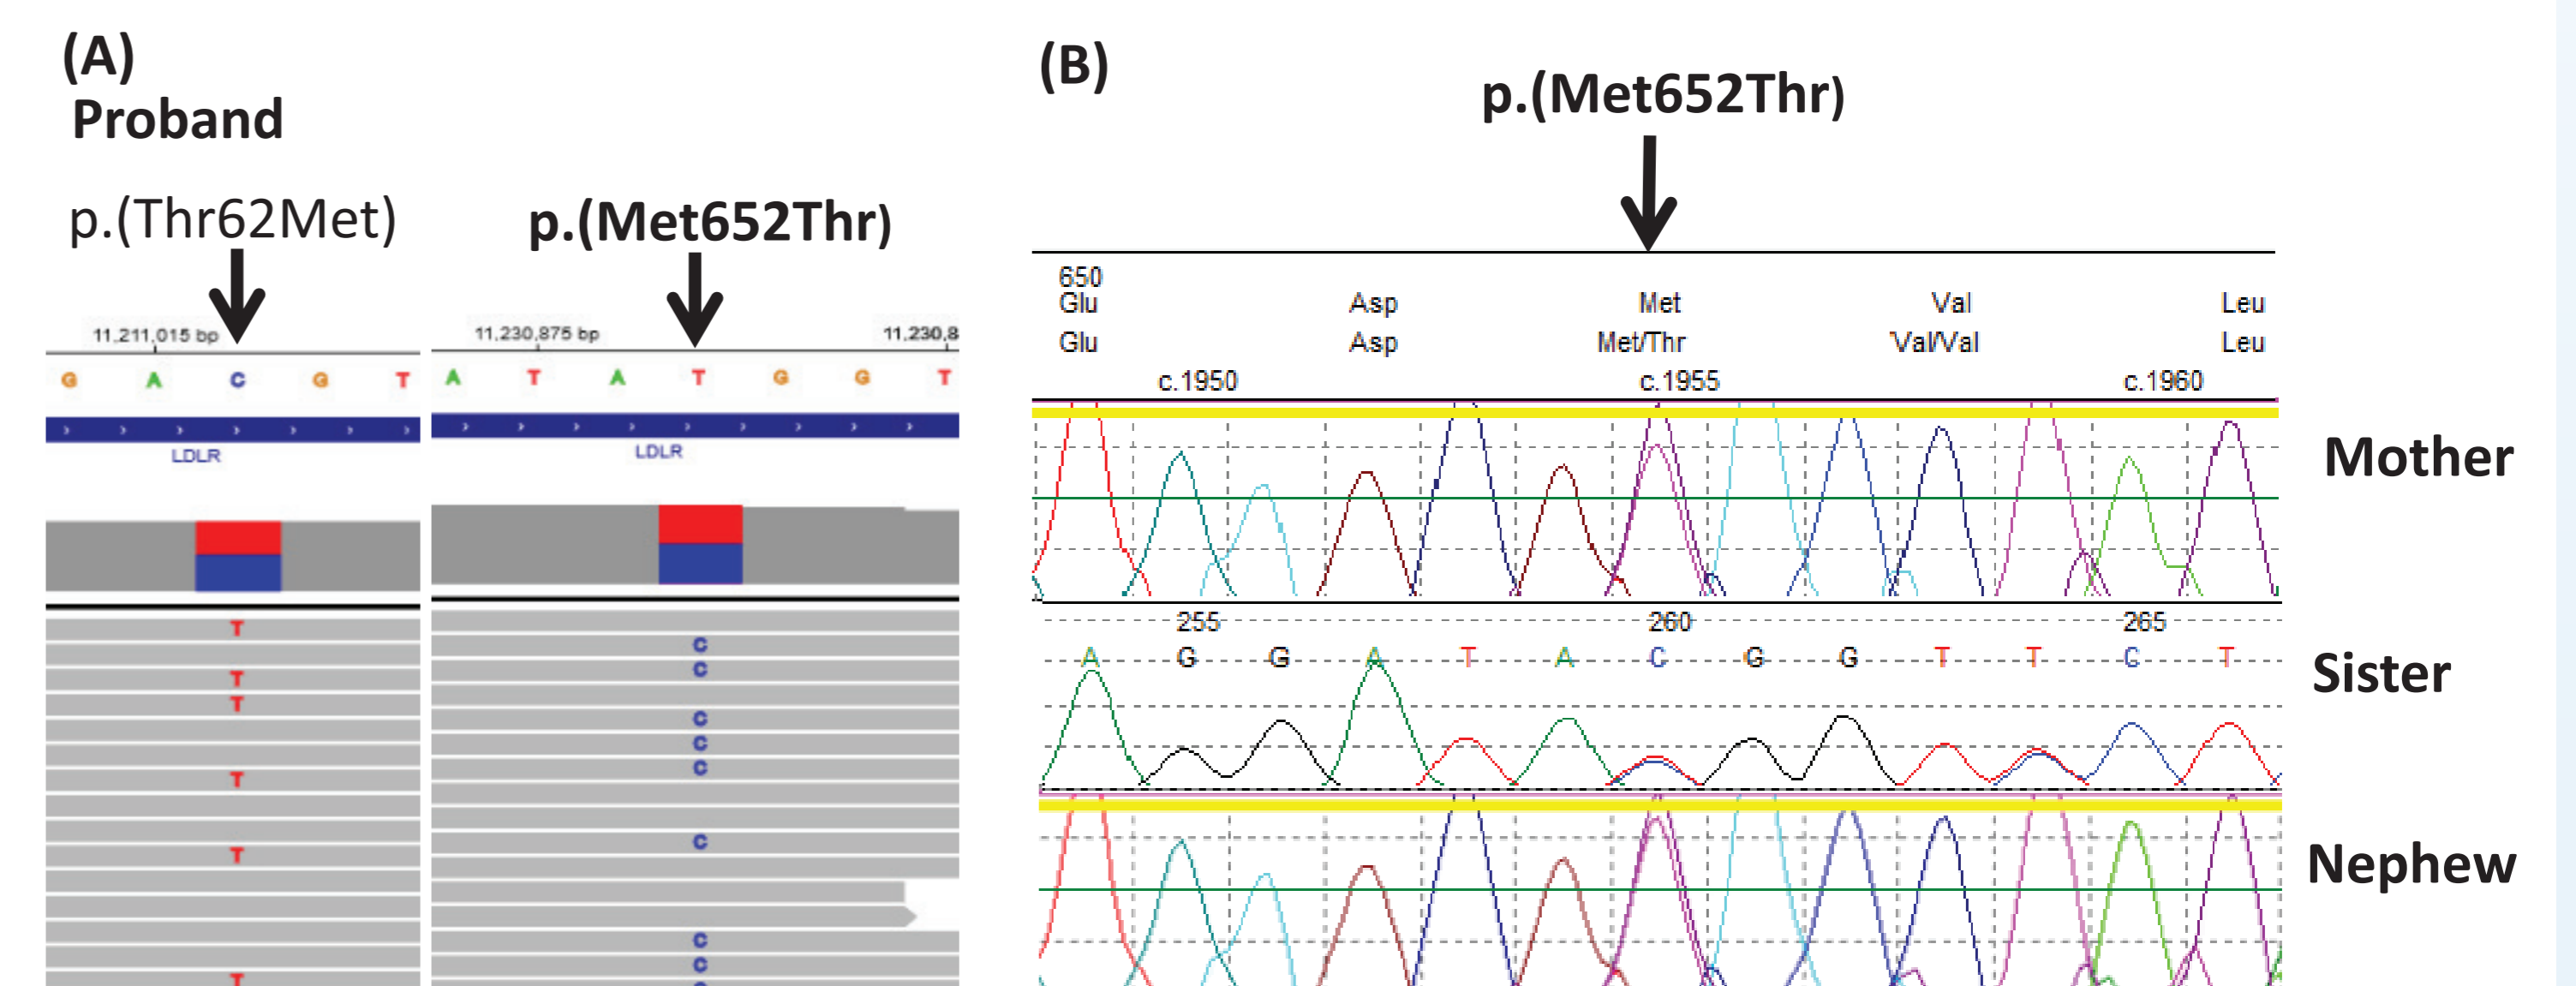 (A)
Proband
p.(Thr62Met)
p.(Met652Thr)
11,211,015 bp
11,230,875 bp
11,230,8
G A C G T
A T A T G G T
LDLR
LDLR
T
T
T
T
T
T
C
C
C
C
C
C
C
C
(B)
p.(Met652Thr)
650
Glu Asp Met Val Leu
Glu Asp Met/Thr Val/Val Leu
c.1950 c.1955 c.1960
Mother
255 260 265
A G G A T A C G G T T C T
Sister
Nephew